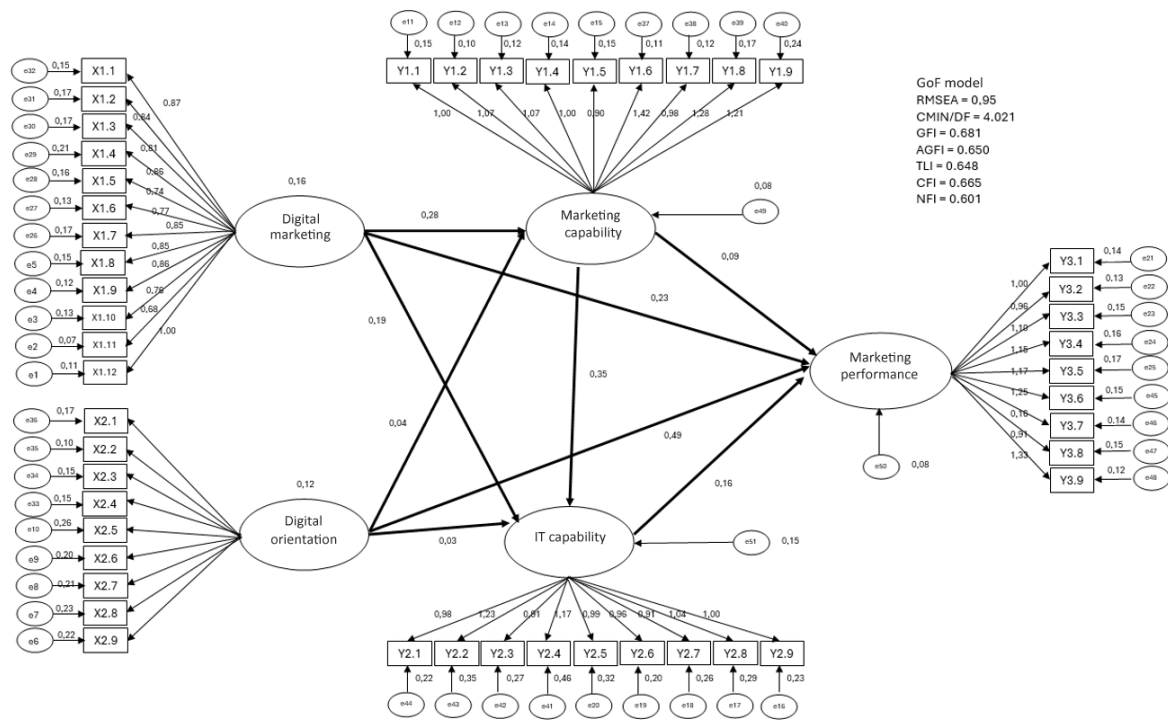 e11 e12 e13 e14 e15 e37 e38 e39 e40
0,15 0,10 0,12 0,14 0,15 0,11 0,12 0,17 0,24
Y1.1 Y1.2 Y1.3 Y1.4 Y1.5 Y1.6 Y1.7 Y1.8 Y1.9
1,00 1,07 1,07 1,00 0,90 1,42 0,98 1,28 1,21
GoF model
RMSEA = 0,95
CMIN/DF = 4.021
GFI = 0.681
AGFI = 0.650
TLI = 0.648
CFI = 0.665
NFI = 0.601
e32 0,15 X1.1 0,87
e31 0,17 X1.2 0,84
e30 0,17 X1.3 0,81
e29 0,21 X1.4 0,86
e28 0,16 X1.5 0,74
e27 0,13 X1.6 0,77
e26 0,17 X1.7 0,85
e5 0,15 X1.8 0,85
e4 0,12 X1.9 0,86
e3 0,13 X1.10 0,76
e2 0,07 X1.11 0,68
e1 0,11 X1.12 1,00
0,16
Digital
marketing
0,28
Marketing
capability
0,08
e49
0,09
0,23
0,19
0,35
0,04
0,49
0,16
0,03
Marketing
performance
e50
0,08
1,00 Y3.1 0,14 e21
0,96 Y3.2 0,13 e22
1,10 Y3.3 0,15 e23
1,15 Y3.4 0,16 e24
1,17 Y3.5 0,17 e25
1,25 Y3.6 0,15 e45
0,16 Y3.7 0,14 e46
0,91 Y3.8 0,15 e47
1,33 Y3.9 0,12 e48
e36 0,17 X2.1
e35 0,10 X2.2
e34 0,15 X2.3
e33 0,15 X2.4
e10 0,26 X2.5
e9 0,20 X2.6
e8 0,21 X2.7
e7 0,23 X2.8
e6 0,22 X2.9
0,12
Digital
orientation
IT capability
e51
0,15
0,98 1,23 0,91 1,17 0,99 0,96 0,91 1,04 1,00
Y2.1 Y2.2 Y2.3 Y2.4 Y2.5 Y2.6 Y2.7 Y2.8 Y2.9
0,22 0,35 0,27 0,46 0,32 0,20 0,26 0,29 0,23
e44 e43 e42 e41 e20 e19 e18 e17 e16